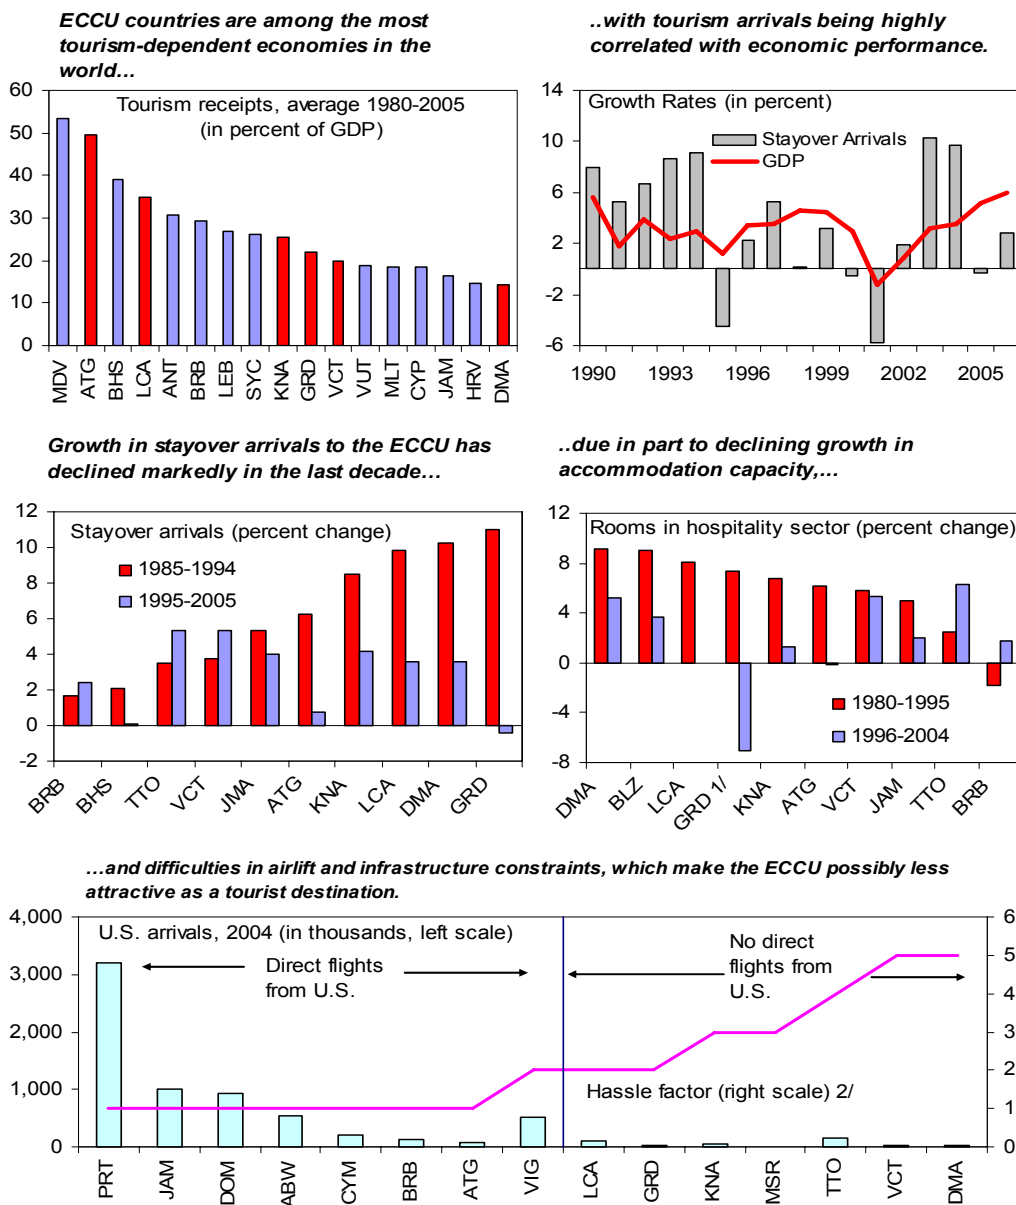 ECCU countries are among the most
tourism-dependent economies in the
world…
Tourism receipts, average 1980-2005
(in percent of GDP)
60
50
40
30
20
10
0
MDV
ATG
BHS
LCA
ANT
BRB
LEB
SYC
KNA
GRD
VCT
VUT
MLT
CYP
JAM
HRV
DMA
..with tourism arrivals being highly
correlated with economic performance.
Growth Rates (in percent)
Stayover Arrivals
GDP
14
10
6
2
-2
-6
1990 1993 1996 1999 2002 2005
Growth in stayover arrivals to the ECCU has
declined markedly in the last decade…
Stayover arrivals (percent change)
1985-1994
1995-2005
12
10
8
6
4
2
0
-2
BRB
BHS
TTO
VCT
JMA
ATG
KNA
LCA
DMA
GRD
..due in part to declining growth in
accommodation capacity,…
Rooms in hospitality sector (percent change)
1980-1995
1996-2004
12
8
4
0
-4
-8
DMA
BLZ
LCA
GRD 1/
KNA
ATG
VCT
JAM
TTO
BRB
…and difficulties in airlift and infrastructure constraints, which make the ECCU possibly less
attractive as a tourist destination.
U.S. arrivals, 2004 (in thousands, left scale)
Direct flights
from U.S.
No direct
flights from
U.S.
Hassle factor (right scale) 2/
4,000
3,000
2,000
1,000
0
6
5
4
3
2
1
0
PRT
JAM
DOM
ABW
CYM
BRB
ATG
VIG
LCA
GRD
KNA
MSR
TTO
VCT
DMA